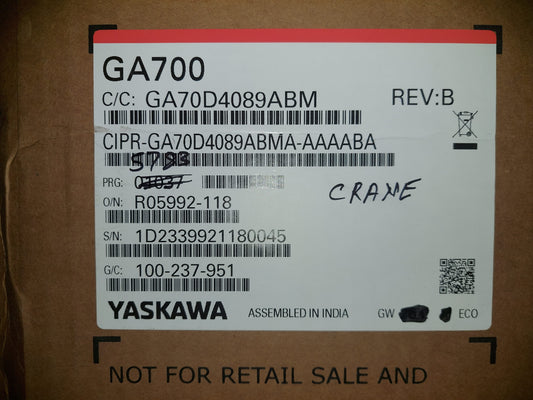 GA700
C/C: GA70D4089ABM REV:B
CIPR-GA70D4089ABMA-AAAABA
PRG:
CRANE
O/N: R05992-118
S/N: 1D2339921180045
G/C: 100-237-951
YASKAWA ASSEMBLED IN INDIA GW ECO
NOT FOR RETAIL SALE AND